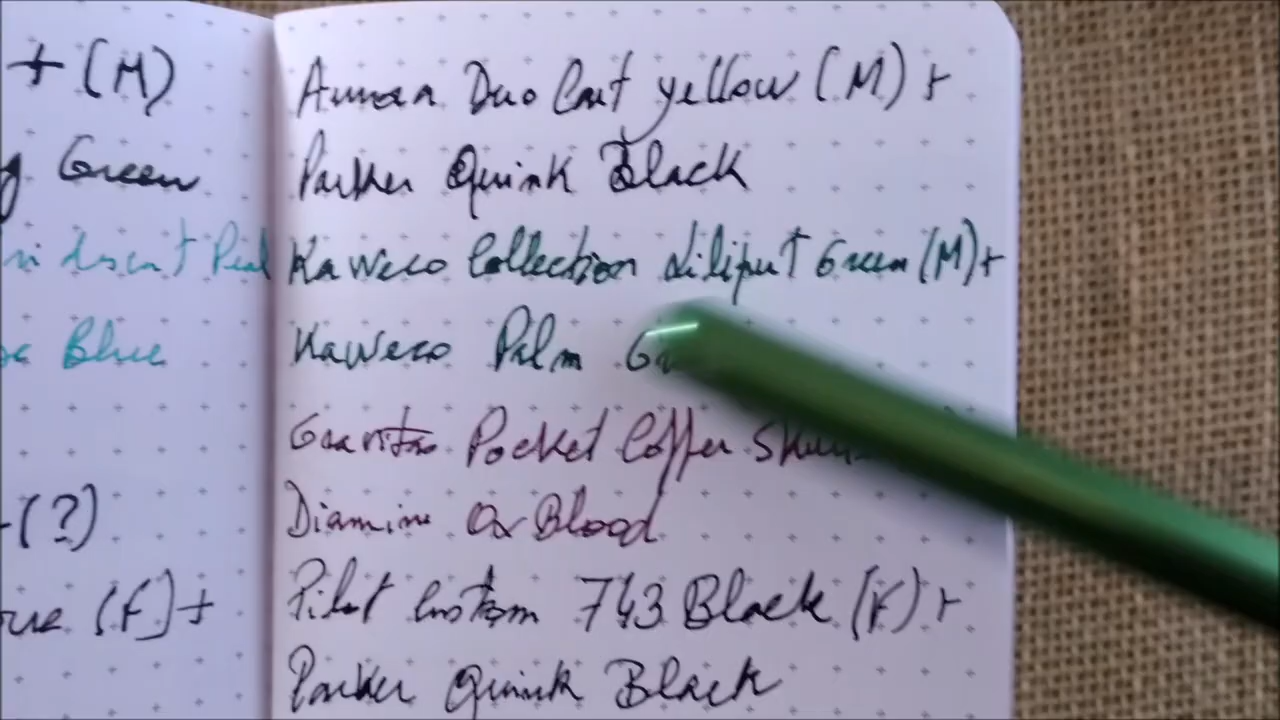 + (M)
Green
Blue
(?)
(F) +
Aurora Duo Cart yellow (M) +
Parker Quink Black
Kaweco Collection Liliput Green (M) +
Kaweco Palm
Gravitas Pocket
Diamine Ox Blood
Pilot Custom 743 Black (F) +
Parker Quink Black